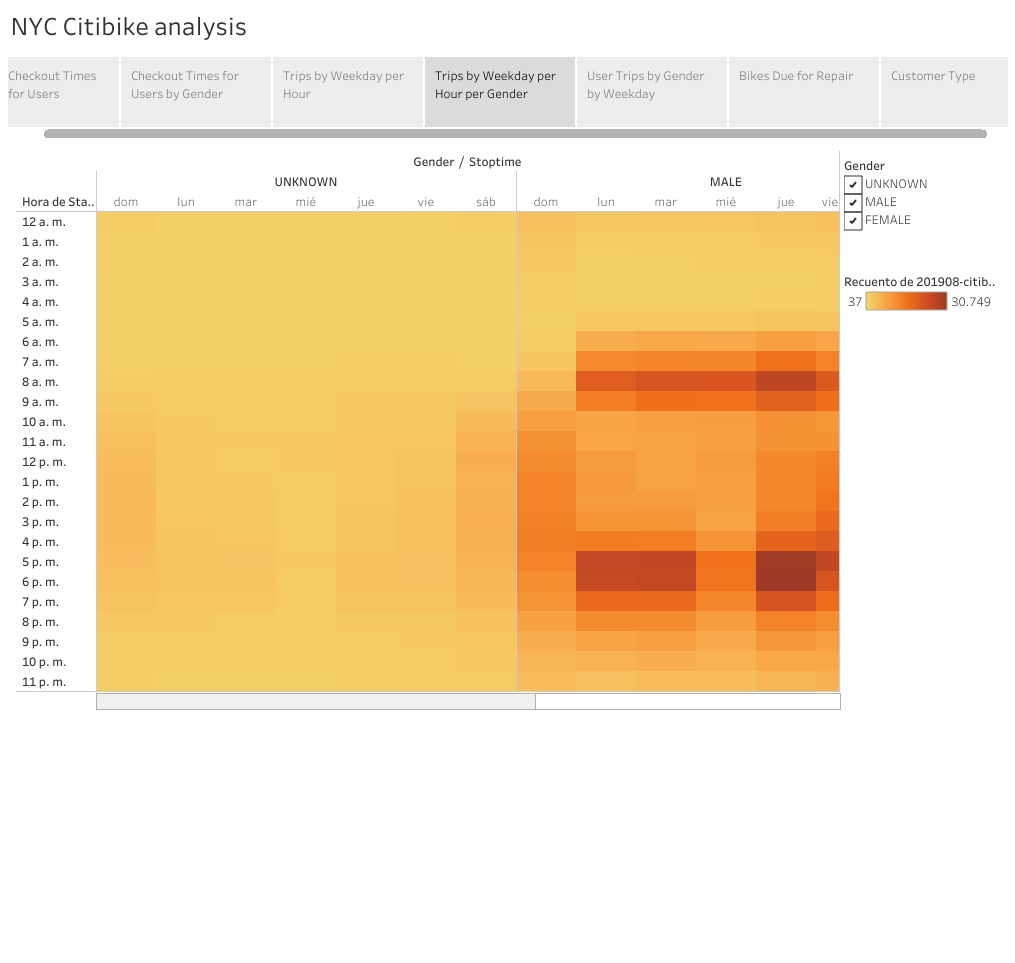 NYC Citibike analysis
Checkout Times
for Users
Checkout Times for
Users by Gender
Trips by Weekday per
Hour
Trips by Weekday per
Hour per Gender
User Trips by Gender
by Weekday
Bikes Due for Repair
Customer Type
Gender / Stoptime
UNKNOWN MALE
Hora de Sta.. dom lun mar mié jue vie sáb dom lun mar mié jue vie
12 a. m.
1 a. m.
2 a. m.
3 a. m.
4 a. m.
5 a. m.
6 a. m.
7 a. m.
8 a. m.
9 a. m.
10 a. m.
11 a. m.
12 p. m.
1 p. m.
2 p. m.
3 p. m.
4 p. m.
5 p. m.
6 p. m.
7 p. m.
8 p. m.
9 p. m.
10 p. m.
11 p. m.
Gender
UNKNOWN
MALE
FEMALE
Recuento de 201908-citib..
37 30.749